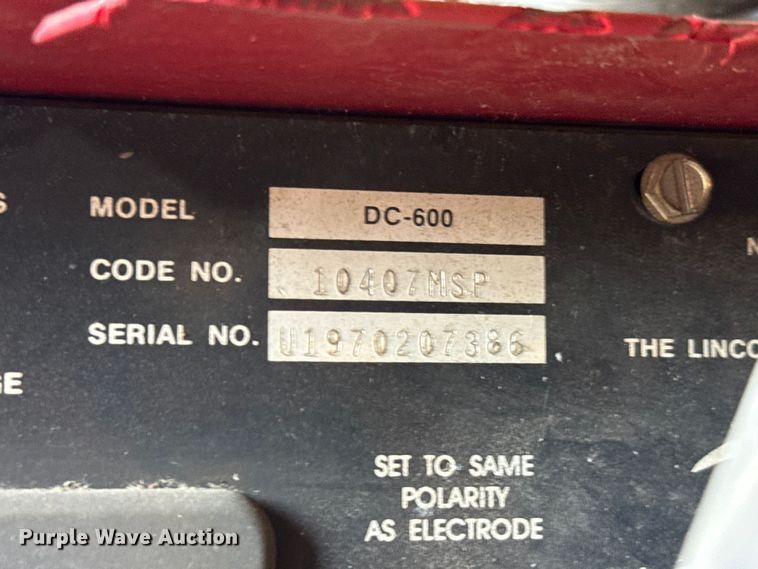 MODEL DC-600
CODE NO. 10407MSP
SERIAL NO. U1970207386
THE LINCO
GE
SET TO SAME
POLARITY
AS ELECTRODE
Purple Wave Auction